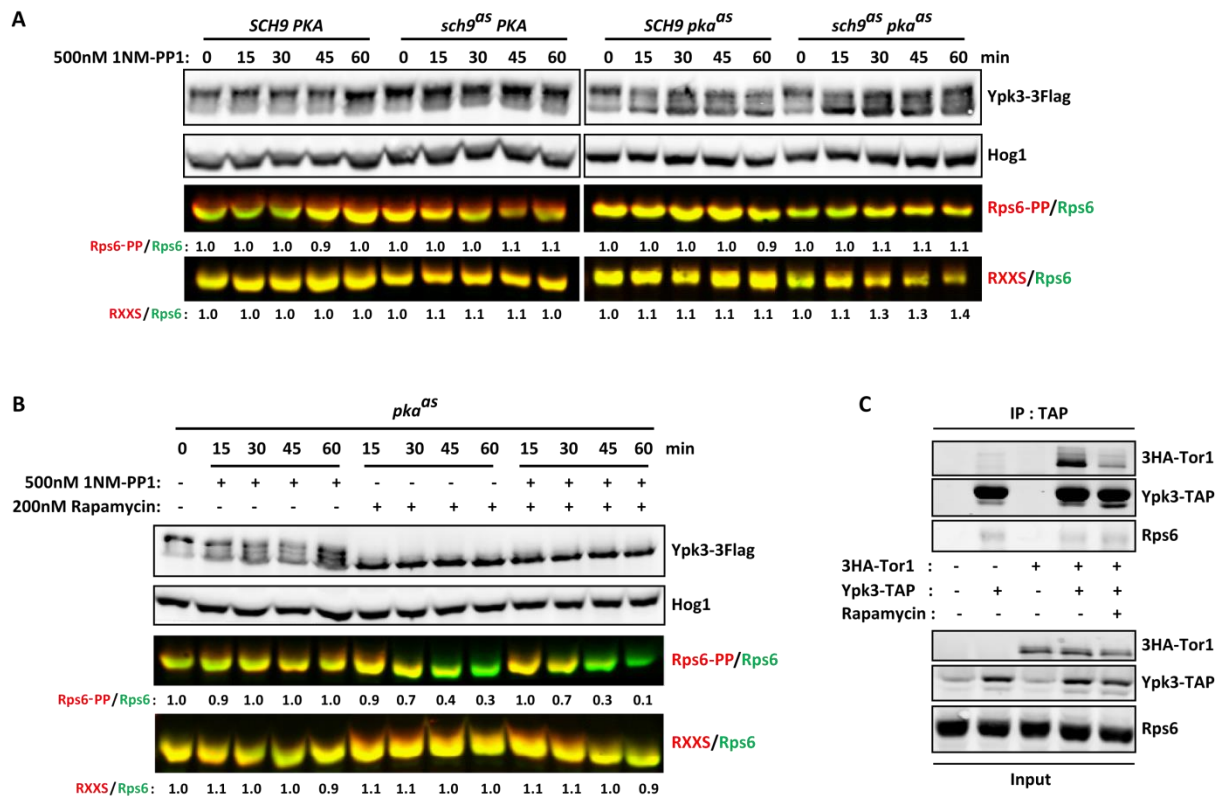 A
SCH9 PKA sch9as PKA SCH9 pkaas sch9as pkaas
500nM 1NM-PP1: 0 15 30 45 60 0 15 30 45 60 0 15 30 45 60 0 15 30 45 60 min
Ypk3-3Flag
Hog1
Rps6-PP/Rps6
Rps6-PP/Rps6 : 1.0 1.0 1.0 0.9 1.0 1.0 1.0 1.0 1.1 1.1 1.0 1.0 1.0 1.0 0.9 1.0 1.0 1.1 1.1 1.1
RXXS/Rps6
RXXS/Rps6 : 1.0 1.0 1.0 1.0 1.0 1.0 1.1 1.1 1.1 1.0 1.0 1.1 1.1 1.1 1.1 1.0 1.1 1.3 1.3 1.4
B
pkaas
0 15 30 45 60 15 30 45 60 15 30 45 60 min
500nM 1NM-PP1: - + + + + - - - - + + + +
200nM Rapamycin: - - - - - + + + + + + + +
Ypk3-3Flag
Hog1
Rps6-PP/Rps6
Rps6-PP/Rps6 : 1.0 0.9 1.0 1.0 1.0 0.9 0.7 0.4 0.3 1.0 0.7 0.3 0.1
RXXS/Rps6
RXXS/Rps6 : 1.0 1.1 1.0 1.0 0.9 1.1 1.1 1.0 1.0 1.1 1.1 1.0 0.9
C
IP : TAP
3HA-Tor1
Ypk3-TAP
Rps6
3HA-Tor1 : - - + + +
Ypk3-TAP : - + - + +
Rapamycin : - - - - +
3HA-Tor1
Ypk3-TAP
Rps6
Input